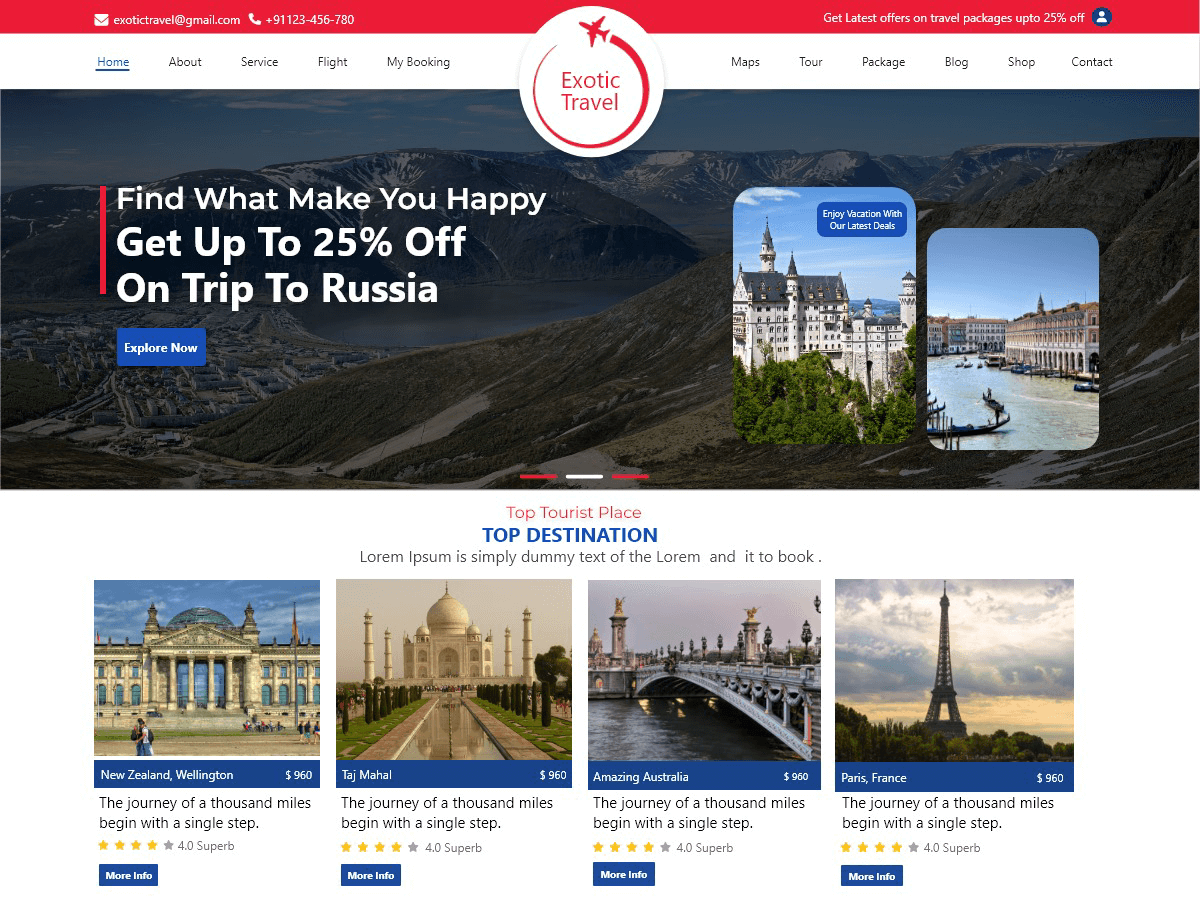 exotictravel@gmail.com +91123-456-780
Get Latest offers on travel packages upto 25% off
Home About Service Flight My Booking
Exotic
Travel
Maps Tour Package Blog Shop Contact
Find What Make You Happy
Get Up To 25% Off
On Trip To Russia
Explore Now
Enjoy Vacation With
Our Latest Deals
Top Tourist Place
TOP DESTINATION
Lorem Ipsum is simply dummy text of the Lorem and it to book .
New Zealand, Wellington $ 960
The journey of a thousand miles
begin with a single step.
4.0 Superb
More Info
Taj Mahal $ 960
The journey of a thousand miles
begin with a single step.
4.0 Superb
More Info
Amazing Australia $ 960
The journey of a thousand miles
begin with a single step.
4.0 Superb
More Info
Paris, France $ 960
The journey of a thousand miles
begin with a single step.
4.0 Superb
More Info